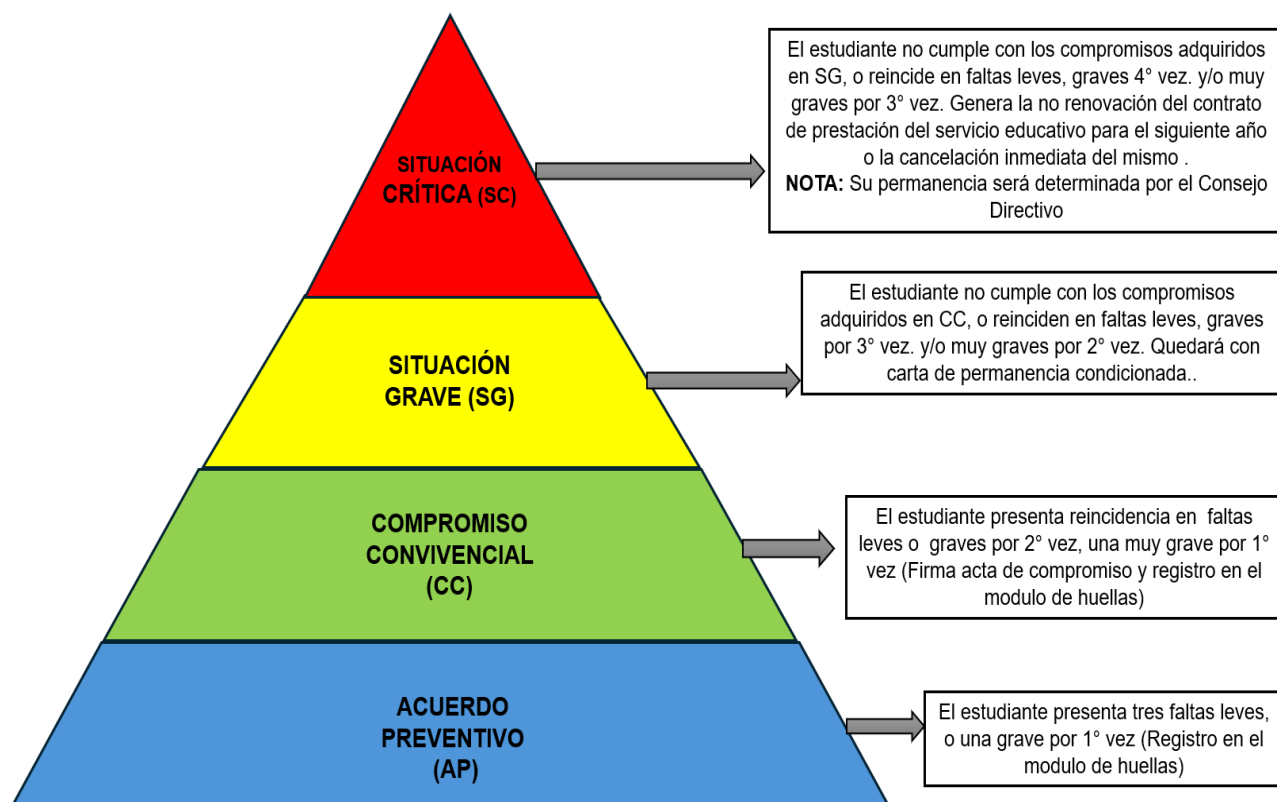 SITUACIÓN
CRÍTICA (SC)
El estudiante no cumple con los compromisos adquiridos
en SG, o reincide en faltas leves, graves 4° vez. y/o muy
graves por 3° vez. Genera la no renovación del contrato
de prestación del servicio educativo para el siguiente año
o la cancelación inmediata del mismo .
NOTA: Su permanencia será determinada por el Consejo
Directivo
SITUACIÓN
GRAVE (SG)
El estudiante no cumple con los compromisos
adquiridos en CC, o reinciden en faltas leves, graves
por 3° vez. y/o muy graves por 2° vez. Quedará con
carta de permanencia condicionada..
COMPROMISO
CONVIVENCIAL
(CC)
El estudiante presenta reincidencia en faltas
leves o graves por 2° vez, una muy grave por 1°
vez (Firma acta de compromiso y registro en el
modulo de huellas)
ACUERDO
PREVENTIVO
(AP)
El estudiante presenta tres faltas leves,
o una grave por 1° vez (Registro en el
modulo de huellas)